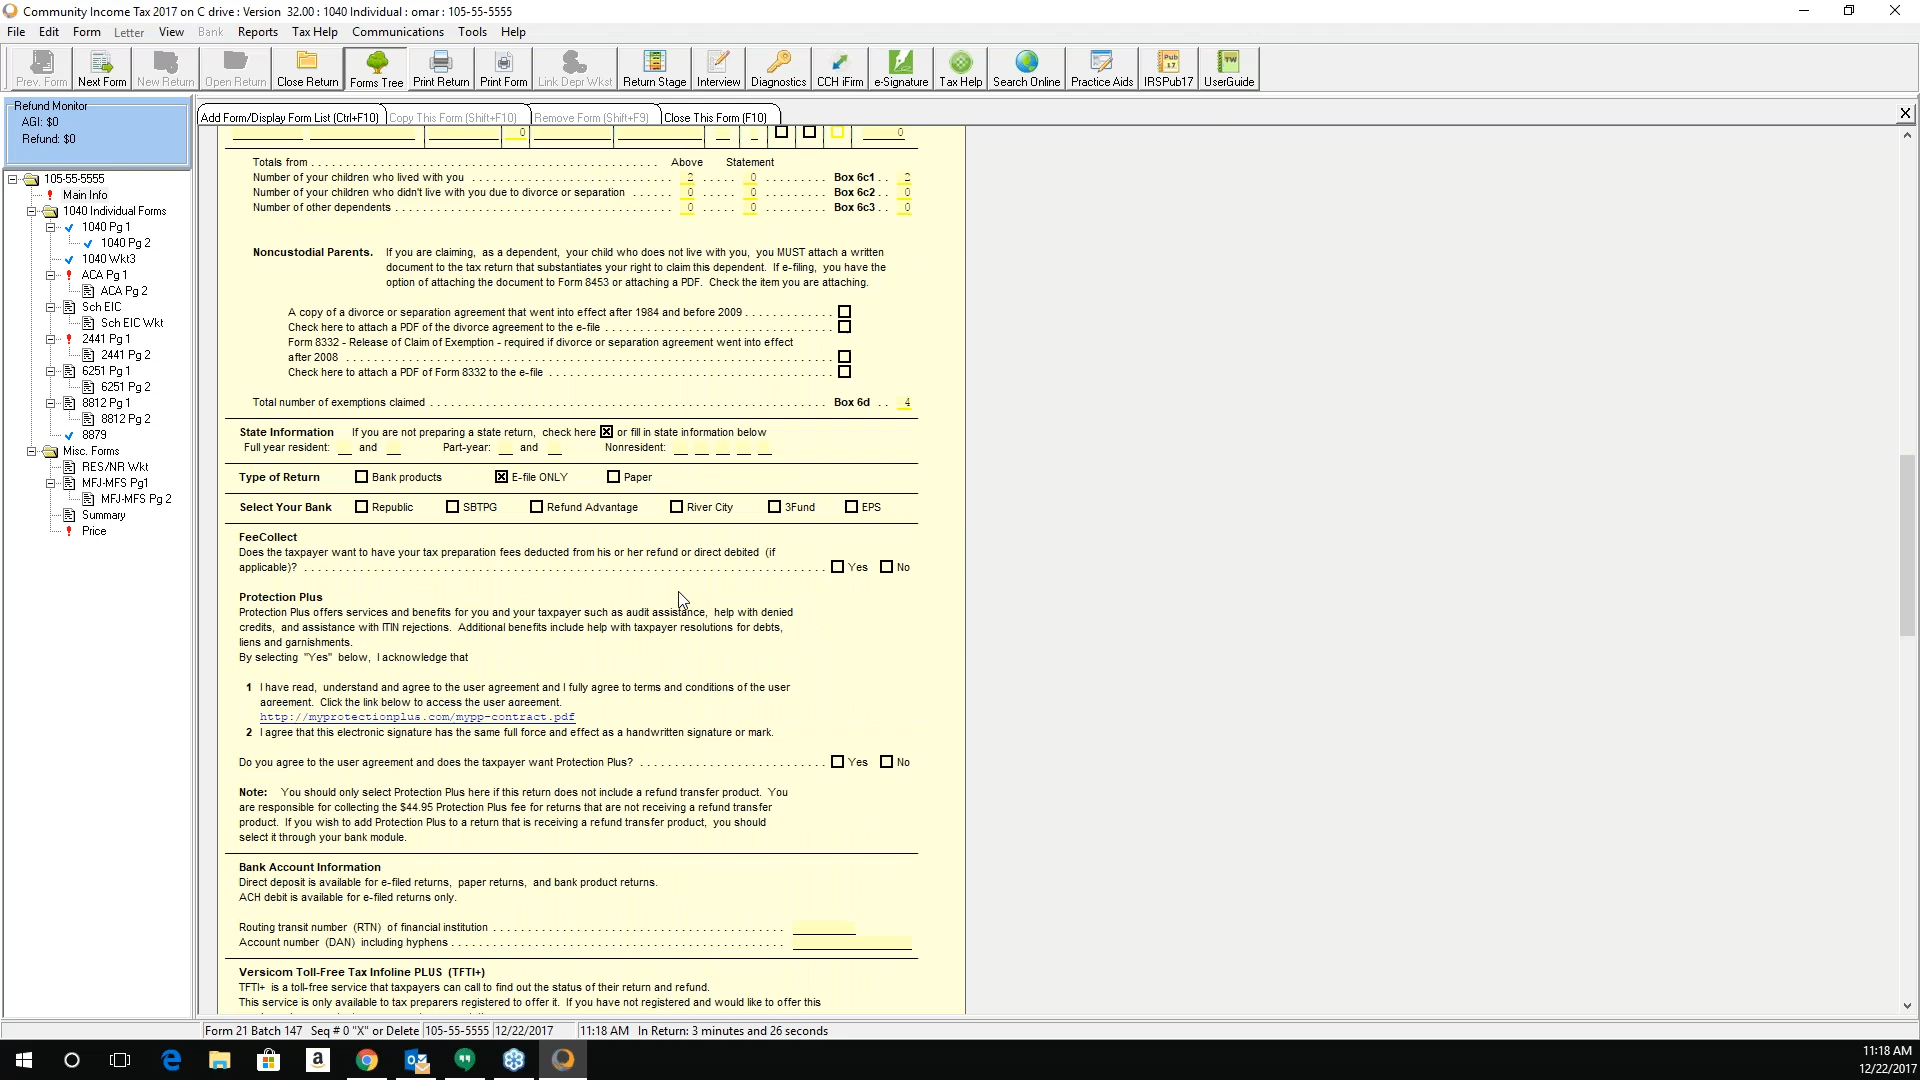 Community Income Tax 2017 on C drive : Version 32.00 : 1040 Individual : omar : 105-55-5555
File Edit Form Letter View Bank Reports Tax Help Communications Tools Help
Prev. Form Next Form New Return Open Return Close Return Forms Tree Print Return Print Form Link Depr Wkst Return Stage Interview Diagnostics CCH iFirm e-Signature Tax Help Search Online Practice Aids IRSPub17 UserGuide
Refund Monitor
AGI: $0
Refund: $0
105-55-5555
Main Info
1040 Individual Forms
1040 Pg 1
1040 Pg 2
1040 Wkt3
ACA Pg 1
ACA Pg 2
Sch EIC
Sch EIC Wkt
2441 Pg 1
2441 Pg 2
6251 Pg 1
6251 Pg 2
8812 Pg 1
8812 Pg 2
8879
Misc. Forms
RES/NR Wkt
MFJ-MFS Pg1
MFJ-MFS Pg 2
Summary
Price
Add Form/Display Form List (Ctrl+F10) Copy This Form (Shift+F10) Remove Form (Shift+F9) Close This Form (F10)
0 0
Totals from Above Statement
Number of your children who lived with you 2 0 Box 6c1 . . 2
Number of your children who didn't live with you due to divorce or separation 0 0 Box 6c2 . . 0
Number of other dependents 0 0 Box 6c3 . . 0
Noncustodial Parents. If you are claiming, as a dependent, your child who does not live with you, you MUST attach a written
document to the tax return that substantiates your right to claim this dependent. If e-filing, you have the
option of attaching the document to Form 8453 or attaching a PDF. Check the item you are attaching.
A copy of a divorce or separation agreement that went into effect after 1984 and before 2009
Check here to attach a PDF of the divorce agreement to the e-file
Form 8332 - Release of Claim of Exemption - required if divorce or separation agreement went into effect
after 2008
Check here to attach a PDF of Form 8332 to the e-file
Total number of exemptions claimed Box 6d . . 4
State Information If you are not preparing a state return, check here X or fill in state information below
Full year resident: and Part-year: and Nonresident:
Type of Return Bank products X E-file ONLY Paper
Select Your Bank Republic SBTPG Refund Advantage River City 3Fund EPS
FeeCollect
Does the taxpayer want to have your tax preparation fees deducted from his or her refund or direct debited (if
applicable)? Yes No
Protection Plus
Protection Plus offers services and benefits for you and your taxpayer such as audit assistance, help with denied
credits, and assistance with ITIN rejections. Additional benefits include help with taxpayer resolutions for debts,
liens and garnishments.
By selecting "Yes" below, I acknowledge that
1 I have read, understand and agree to the user agreement and I fully agree to terms and conditions of the user
agreement. Click the link below to access the user agreement.
http://myprotectionplus.com/mypp-contract.pdf
2 I agree that this electronic signature has the same full force and effect as a handwritten signature or mark.
Do you agree to the user agreement and does the taxpayer want Protection Plus? Yes No
Note: You should only select Protection Plus here if this return does not include a refund transfer product. You
are responsible for collecting the $44.95 Protection Plus fee for returns that are not receiving a refund transfer
product. If you wish to add Protection Plus to a return that is receiving a refund transfer product, you should
select it through your bank module.
Bank Account Information
Direct deposit is available for e-filed returns, paper returns, and bank product returns.
ACH debit is available for e-filed returns only.
Routing transit number (RTN) of financial institution
Account number (DAN) including hyphens
Versicom Toll-Free Tax Infoline PLUS (TFTI+)
TFTI+ is a toll-free service that taxpayers can call to find out the status of their return and refund.
This service is only available to tax preparers registered to offer it. If you have not registered and would like to offer this
Form 21 Batch 147 Seq # 0 "X" or Delete 105-55-5555 12/22/2017 11:18 AM In Return: 3 minutes and 26 seconds
11:18 AM
12/22/2017